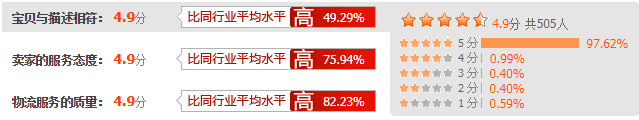 宝贝与描述相符： 4.9分 比同行业平均水平 高 49.29%
卖家的服务态度： 4.9分 比同行业平均水平 高 75.94%
物流服务的质量： 4.9分 比同行业平均水平 高 82.23%
4.9分 共505人
5 分 97.62%
4 分 0.99%
3 分 0.40%
2 分 0.40%
1 分 0.59%